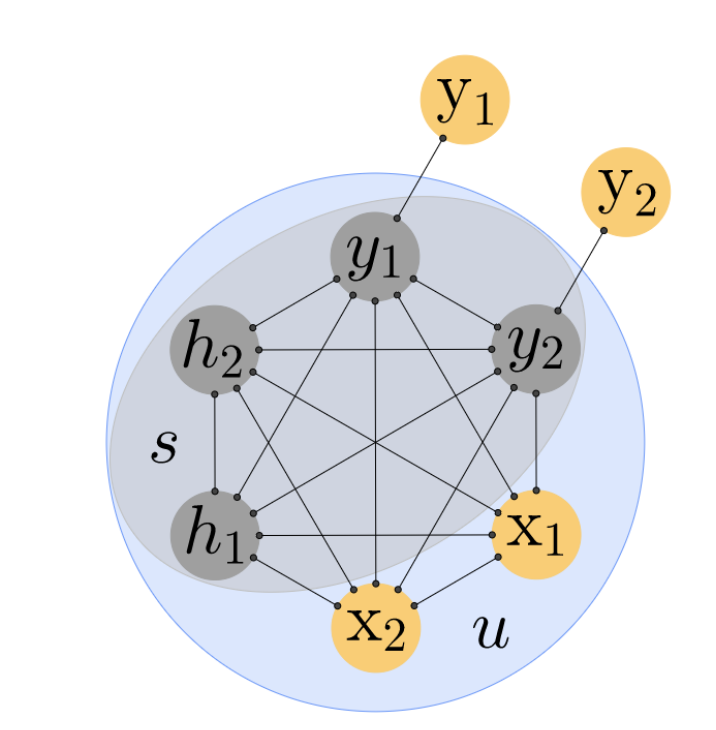 y₁
y₂
y₁
h₂ y₂
s
h₁ x₁
x₂ u